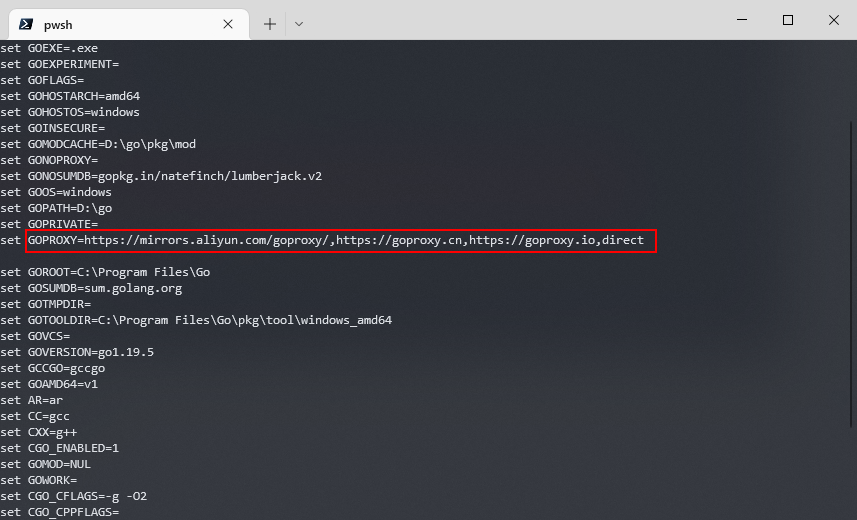 pwsh
set GOEXE=.exe
set GOEXPERIMENT=
set GOFLAGS=
set GOHOSTARCH=amd64
set GOHOSTOS=windows
set GOINSECURE=
set GOMODCACHE=D:\go\pkg\mod
set GONOPROXY=
set GONOSUMDB=gopkg.in/natefinch/lumberjack.v2
set GOOS=windows
set GOPATH=D:\go
set GOPRIVATE=
set GOPROXY=https://mirrors.aliyun.com/goproxy/,https://goproxy.cn,https://goproxy.io,direct
set GOROOT=C:\Program Files\Go
set GOSUMDB=sum.golang.org
set GOTMPDIR=
set GOTOOLDIR=C:\Program Files\Go\pkg\tool\windows_amd64
set GOVCS=
set GOVERSION=go1.19.5
set GCCGO=gccgo
set GOAMD64=v1
set AR=ar
set CC=gcc
set CXX=g++
set CGO_ENABLED=1
set GOMOD=NUL
set GOWORK=
set CGO_CFLAGS=-g -O2
set CGO_CPPFLAGS=